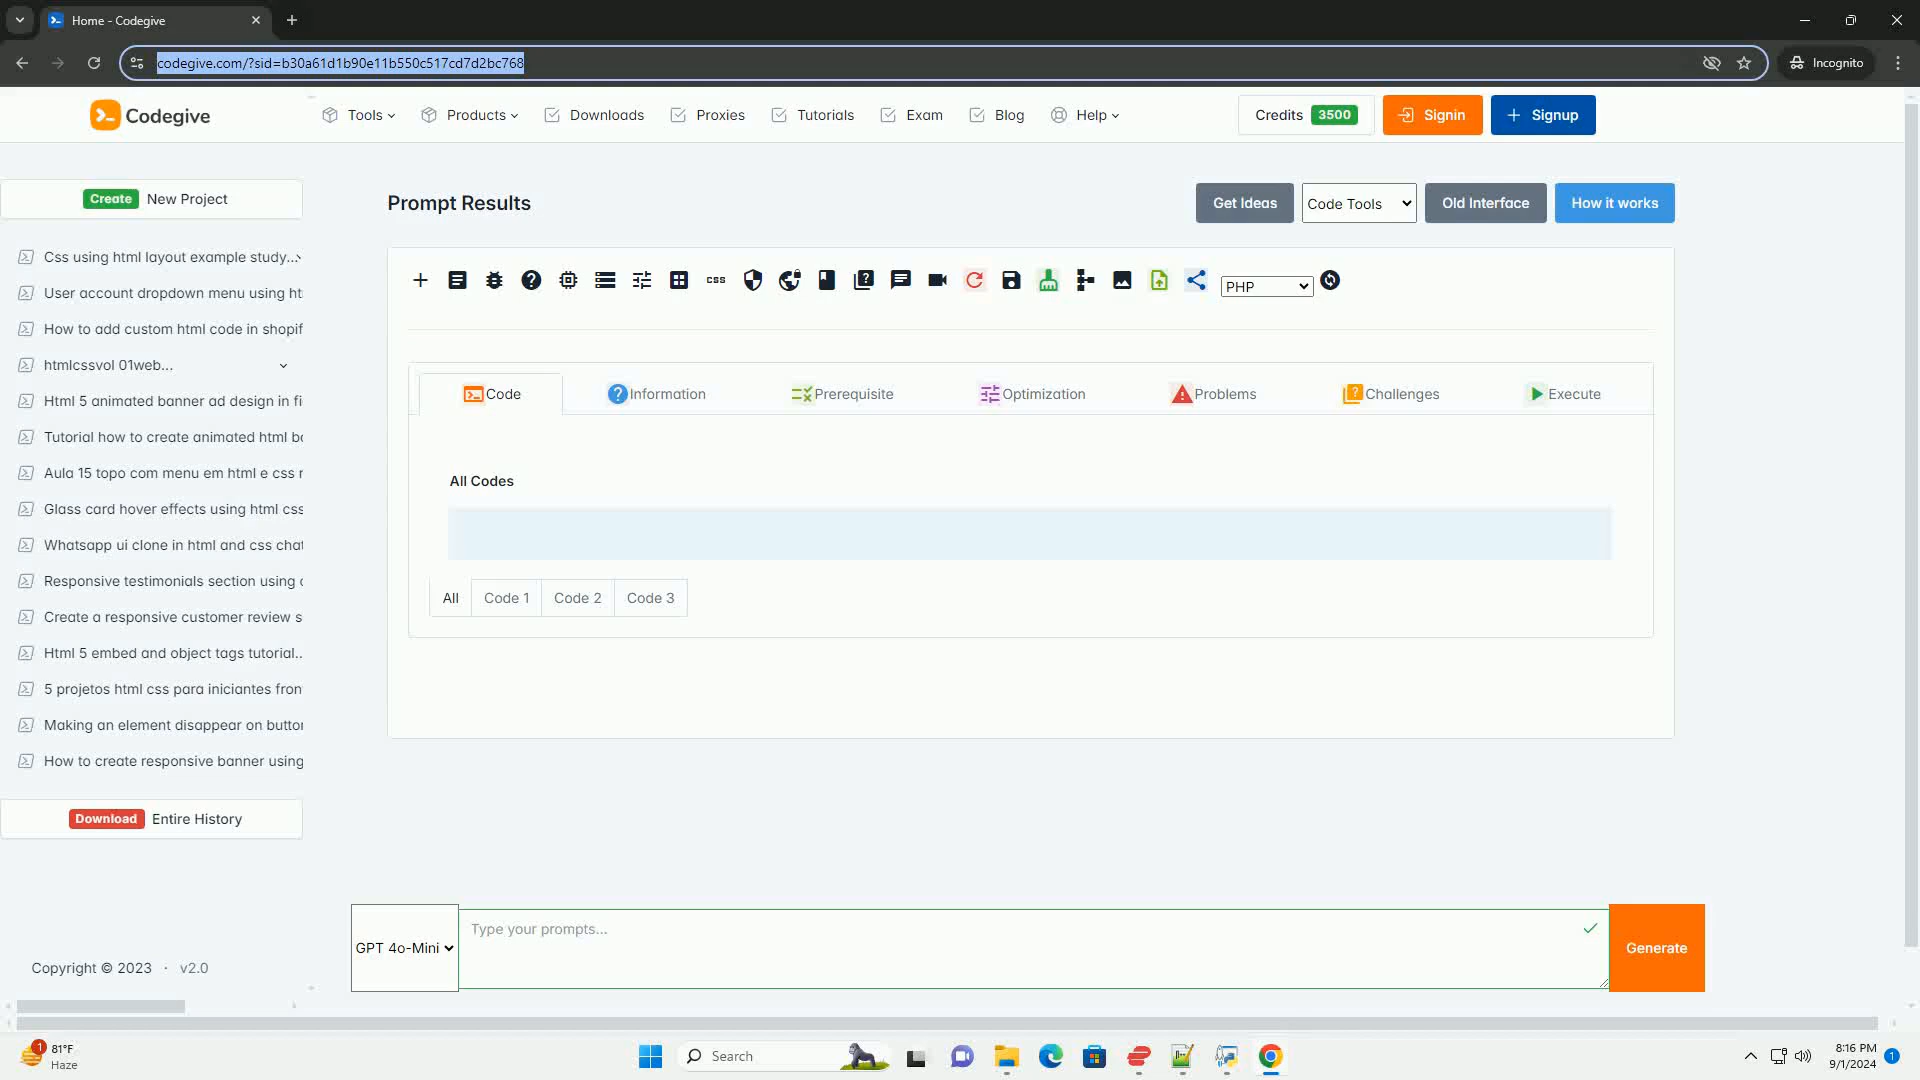 Home - Codegive
codegive.com/?sid=b30a61d1b90e11b550c517cd7d2bc768
Incognito
Codegive
Tools
Products
Downloads
Proxies
Tutorials
Exam
Blog
Help
Credits 3500
Signin
Signup
Create New Project
Css using html layout example study...
User account dropdown menu using ht
How to add custom html code in shopif
htmlcssvol 01web...
Html 5 animated banner ad design in fi
Tutorial how to create animated html b
Aula 15 topo com menu em html e css r
Glass card hover effects using html css
Whatsapp ui clone in html and css chat
Responsive testimonials section using c
Create a responsive customer review s
Html 5 embed and object tags tutorial..
5 projetos html css para iniciantes fron
Making an element disappear on button
How to create responsive banner using
Download Entire History
Copyright © 2023 · v2.0
Prompt Results
Get Ideas
Code Tools
Old Interface
How it works
CSS
PHP
Code
Information
Prerequisite
Optimization
Problems
Challenges
Execute
All Codes
All
Code 1
Code 2
Code 3
GPT 4o-Mini
Type your prompts...
Generate
1
81°F
Haze
Search
8:16 PM
9/1/2024
1